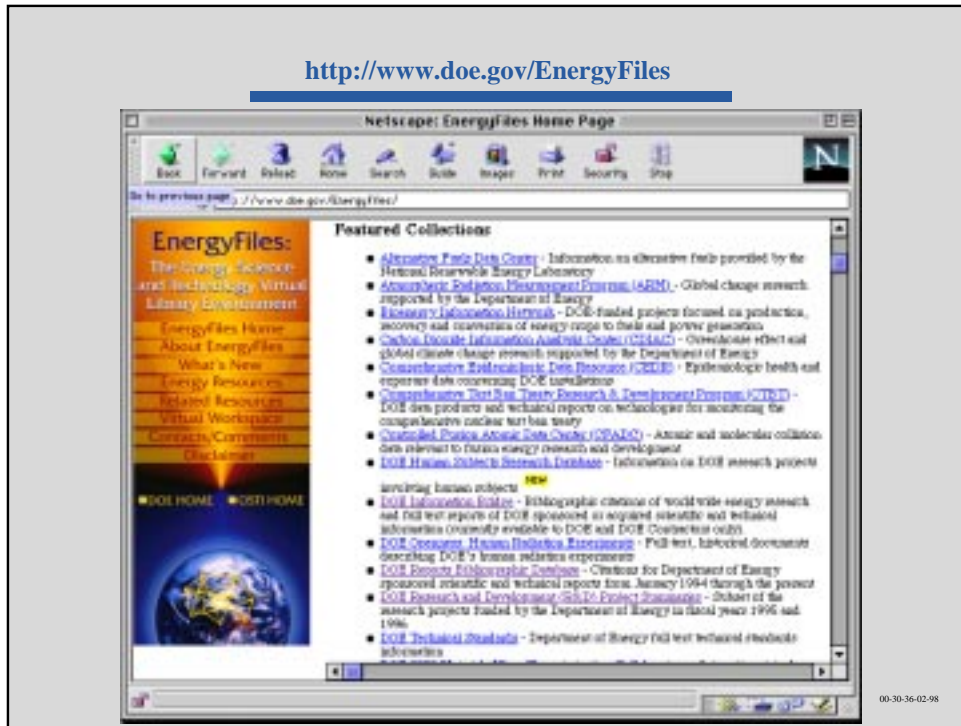 http://www.doe.gov/EnergyFiles
Netscape: EnergyFiles Home Page
Back Forward Reload Home Search Guide Images Print Security Stop
Go to previous page p://www.doe.gov/EnergyFiles/
EnergyFiles:
The Energy Science
and Technology Virtual
Library Environment
EnergyFiles Home
About EnergyFiles
What's New
Energy Resources
Related Resources
Virtual Workspace
Contacts/Comments
Disclaimer
DOE HOME OSTI HOME
Featured Collections
Alternative Fuels Data Center - Information on alternative fuels provided by the
National Renewable Energy Laboratory
Atmospheric Radiation Measurement Program (ARM) - Global change research
supported by the Department of Energy
Bioenergy Information Network - DOE-funded projects focused on production,
recovery and conversion of energy crops to fuels and power generation
Carbon Dioxide Information Analysis Center (CDIAC) - Greenhouse effect and
global climate change research supported by the Department of Energy
Comprehensive Epidemiologic Data Resource (CEDR) - Epidemiologic health and
exposure data concerning DOE installations
Comprehensive Test Ban Treaty Research & Development Program (CTBT) -
DOE data products and technical reports on technologies for monitoring the
comprehensive nuclear test ban treaty
Controlled Fusion Atomic Data Center (CFADC) - Atomic and molecular collision
data relevant to fusion energy research and development
DOE Human Subjects Research Database - Information on DOE research projects
involving human subjects NEW
DOE Information Bridge - Bibliographic citations of worldwide energy research
and full text reports of DOE sponsored or acquired scientific and technical
information (currently available to DOE and DOE Contractors only).
DOE Openness: Human Radiation Experiments - Full-text, historical documents
describing DOE's human radiation experiments
DOE Reports Bibliographic Database - Citations for Department of Energy
sponsored scientific and technical reports from January 1994 through the present
DOE Research and Development (R&D) Project Summaries - Subset of the
research projects funded by the Department of Energy in fiscal years 1995 and
1996
DOE Technical Standards - Department of Energy full text technical standards
information
00-30-36-02-98